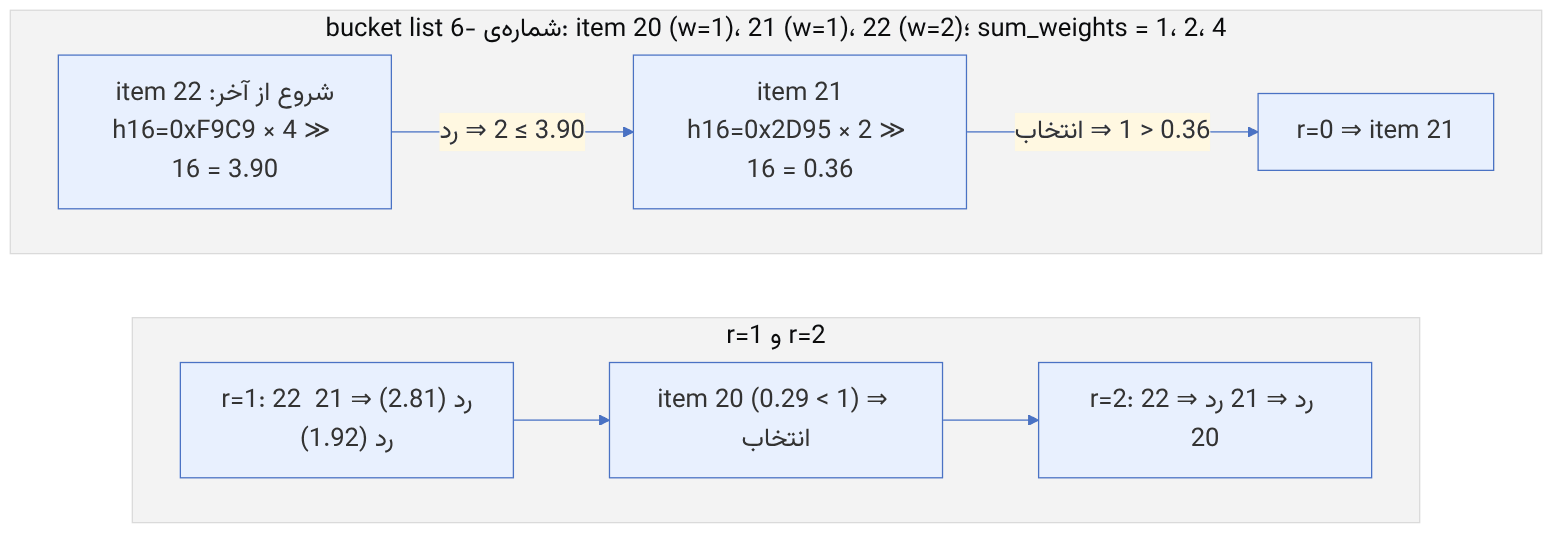 bucket list شماره‌ی -6: item 20 (w=1)، 21 (w=1)، 22 (w=2)؛ sum_weights = 1، 2، 4
شروع از آخر: item 22
h16=0xF9C9 × 4 ≫
16 = 3.90
3.90 ≥ 2 ⇒ رد
item 21
h16=0x2D95 × 2 ≫
16 = 0.36
0.36 < 1 ⇒ انتخاب
r=0 ⇒ item 21
r=1 و r=2
r=1: 22 رد (2.81) ⇒ 21
رد (1.92)
item 20 (0.29 < 1) ⇒
انتخاب
r=2: 22 ⇒ رد 21 ⇒ رد
20